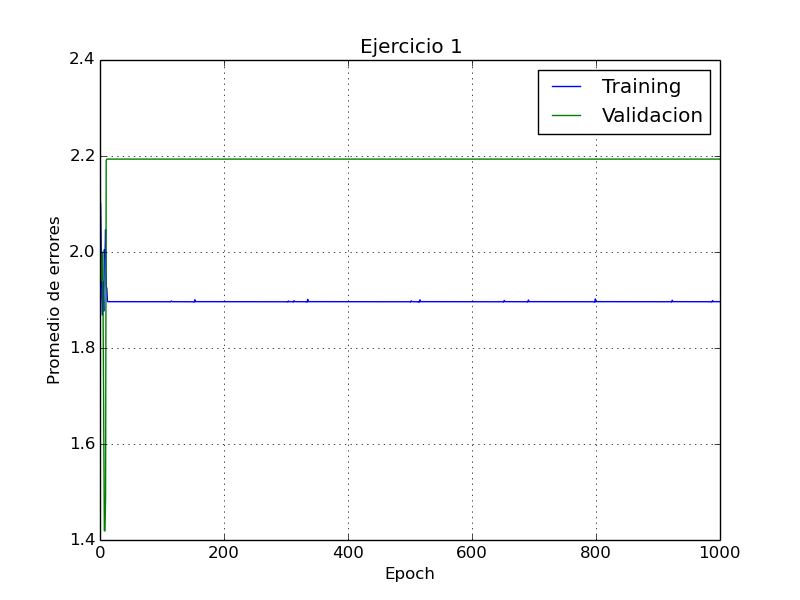 Ejercicio 1
Training
Validacion
2.4
2.2
2.0
1.8
1.6
1.4
Promedio de errores
0
200
400
600
800
1000
Epoch